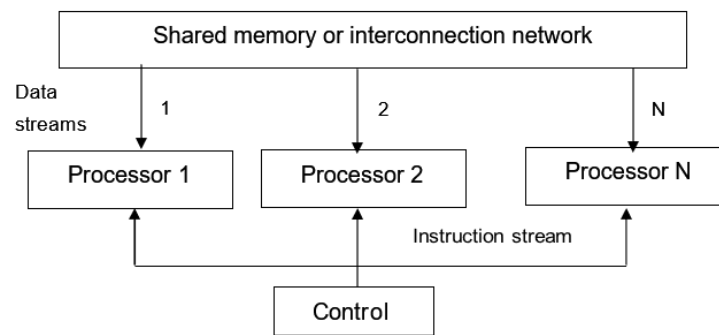 Shared memory or interconnection network
Data
streams
1
2
N
Processor 1
Processor 2
Processor N
Instruction stream
Control